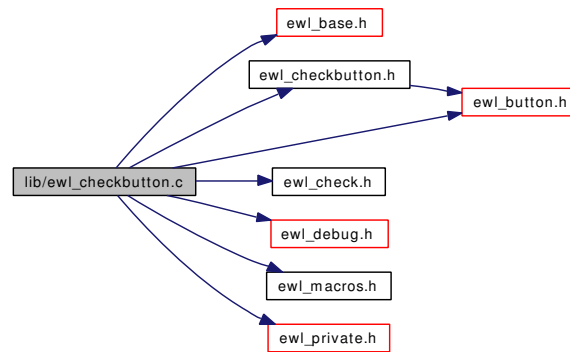 ewl_base.h
ewl_checkbutton.h
ewl_button.h
lib/ewl_checkbutton.c
ewl_check.h
ewl_debug.h
ewl_macros.h
ewl_private.h